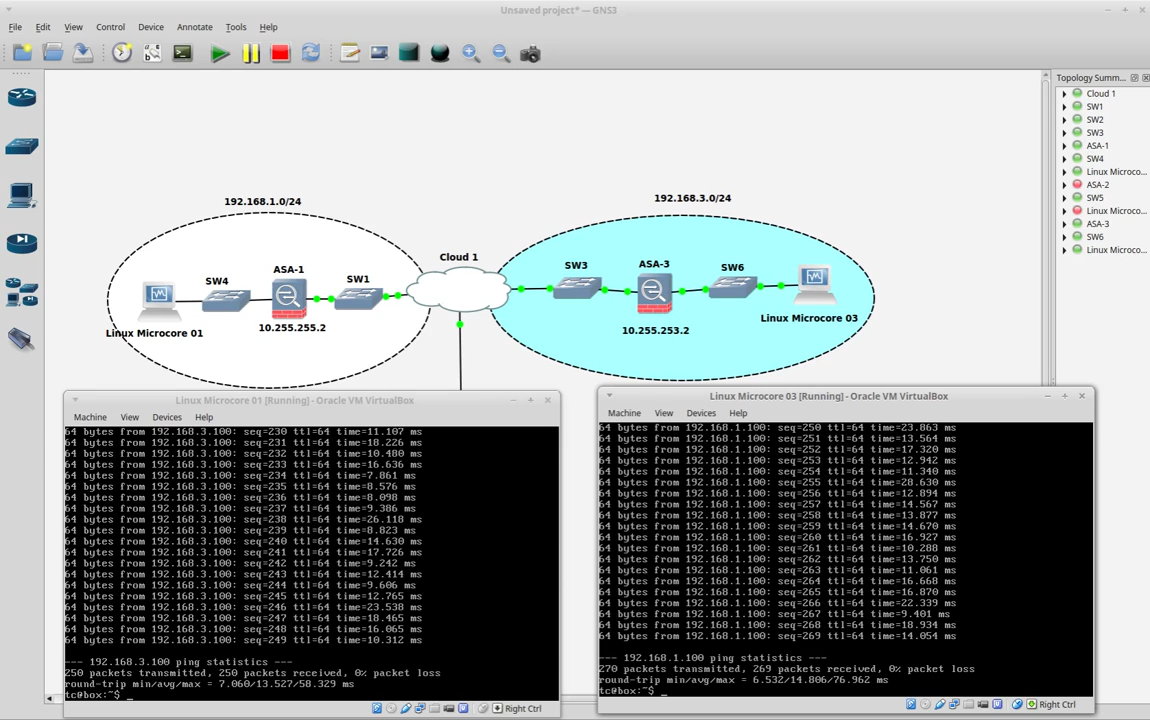 Unsaved project* — GNS3
File Edit View Control Device Annotate Tools Help
Topology Summ...
Cloud 1
SW1
SW2
SW3
ASA-1
SW4
Linux Microco...
ASA-2
SW5
Linux Microco...
ASA-3
SW6
Linux Microco...
192.168.1.0/24
192.168.3.0/24
Cloud 1
SW4
ASA-1
SW1
SW3
ASA-3
SW6
Linux Microcore 01
10.255.255.2
10.255.253.2
Linux Microcore 03
Linux Microcore 01 [Running] - Oracle VM VirtualBox
Machine View Devices Help
64 bytes from 192.168.3.100: seq=230 ttl=64 time=11.107 ms
64 bytes from 192.168.3.100: seq=231 ttl=64 time=18.226 ms
64 bytes from 192.168.3.100: seq=232 ttl=64 time=10.480 ms
64 bytes from 192.168.3.100: seq=233 ttl=64 time=16.636 ms
64 bytes from 192.168.3.100: seq=234 ttl=64 time=7.861 ms
64 bytes from 192.168.3.100: seq=235 ttl=64 time=8.576 ms
64 bytes from 192.168.3.100: seq=236 ttl=64 time=8.098 ms
64 bytes from 192.168.3.100: seq=237 ttl=64 time=9.386 ms
64 bytes from 192.168.3.100: seq=238 ttl=64 time=26.118 ms
64 bytes from 192.168.3.100: seq=239 ttl=64 time=8.823 ms
64 bytes from 192.168.3.100: seq=240 ttl=64 time=14.630 ms
64 bytes from 192.168.3.100: seq=241 ttl=64 time=17.726 ms
64 bytes from 192.168.3.100: seq=242 ttl=64 time=9.242 ms
64 bytes from 192.168.3.100: seq=243 ttl=64 time=12.414 ms
64 bytes from 192.168.3.100: seq=244 ttl=64 time=9.606 ms
64 bytes from 192.168.3.100: seq=245 ttl=64 time=12.765 ms
64 bytes from 192.168.3.100: seq=246 ttl=64 time=23.538 ms
64 bytes from 192.168.3.100: seq=247 ttl=64 time=18.465 ms
64 bytes from 192.168.3.100: seq=248 ttl=64 time=16.065 ms
64 bytes from 192.168.3.100: seq=249 ttl=64 time=10.312 ms
--- 192.168.3.100 ping statistics ---
250 packets transmitted, 250 packets received, 0% packet loss
round-trip min/avg/max = 7.060/13.527/58.329 ms
tc@box:~$ _
Right Ctrl
Linux Microcore 03 [Running] - Oracle VM VirtualBox
Machine View Devices Help
64 bytes from 192.168.1.100: seq=250 ttl=64 time=23.863 ms
64 bytes from 192.168.1.100: seq=251 ttl=64 time=13.564 ms
64 bytes from 192.168.1.100: seq=252 ttl=64 time=17.320 ms
64 bytes from 192.168.1.100: seq=253 ttl=64 time=12.942 ms
64 bytes from 192.168.1.100: seq=254 ttl=64 time=11.340 ms
64 bytes from 192.168.1.100: seq=255 ttl=64 time=28.630 ms
64 bytes from 192.168.1.100: seq=256 ttl=64 time=12.894 ms
64 bytes from 192.168.1.100: seq=257 ttl=64 time=14.567 ms
64 bytes from 192.168.1.100: seq=258 ttl=64 time=13.877 ms
64 bytes from 192.168.1.100: seq=259 ttl=64 time=14.670 ms
64 bytes from 192.168.1.100: seq=260 ttl=64 time=16.927 ms
64 bytes from 192.168.1.100: seq=261 ttl=64 time=10.288 ms
64 bytes from 192.168.1.100: seq=262 ttl=64 time=13.750 ms
64 bytes from 192.168.1.100: seq=263 ttl=64 time=11.061 ms
64 bytes from 192.168.1.100: seq=264 ttl=64 time=16.668 ms
64 bytes from 192.168.1.100: seq=265 ttl=64 time=16.870 ms
64 bytes from 192.168.1.100: seq=266 ttl=64 time=22.339 ms
64 bytes from 192.168.1.100: seq=267 ttl=64 time=9.401 ms
64 bytes from 192.168.1.100: seq=268 ttl=64 time=18.934 ms
64 bytes from 192.168.1.100: seq=269 ttl=64 time=14.054 ms
--- 192.168.1.100 ping statistics ---
270 packets transmitted, 269 packets received, 0% packet loss
round-trip min/avg/max = 6.532/14.806/76.962 ms
tc@box:~$ _
Right Ctrl